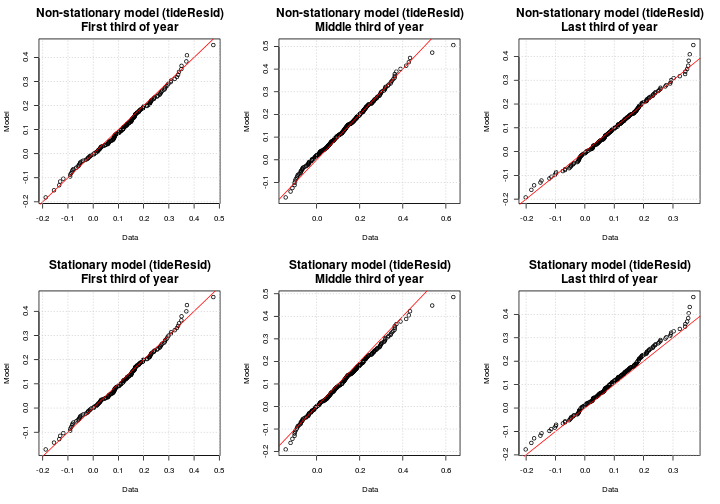 Non-stationary model (tideResid)
First third of year
Model
0.4
0.3
0.2
0.1
0.0
-0.1
-0.2
-0.2 -0.1 0.0 0.1 0.2 0.3 0.4 0.5
Data
Non-stationary model (tideResid)
Middle third of year
Model
0.5
0.4
0.3
0.2
0.1
0.0
-0.1
0.0 0.2 0.4 0.6
Data
Non-stationary model (tideResid)
Last third of year
Model
0.4
0.3
0.2
0.1
0.0
-0.1
-0.2
-0.2 -0.1 0.0 0.1 0.2 0.3
Data
Stationary model (tideResid)
First third of year
Model
0.4
0.3
0.2
0.1
0.0
-0.1
-0.2 -0.1 0.0 0.1 0.2 0.3 0.4 0.5
Data
Stationary model (tideResid)
Middle third of year
Model
0.5
0.4
0.3
0.2
0.1
0.0
-0.1
-0.2
0.0 0.2 0.4 0.6
Data
Stationary model (tideResid)
Last third of year
Model
0.4
0.3
0.2
0.1
0.0
-0.1
-0.2
-0.2 -0.1 0.0 0.1 0.2 0.3
Data